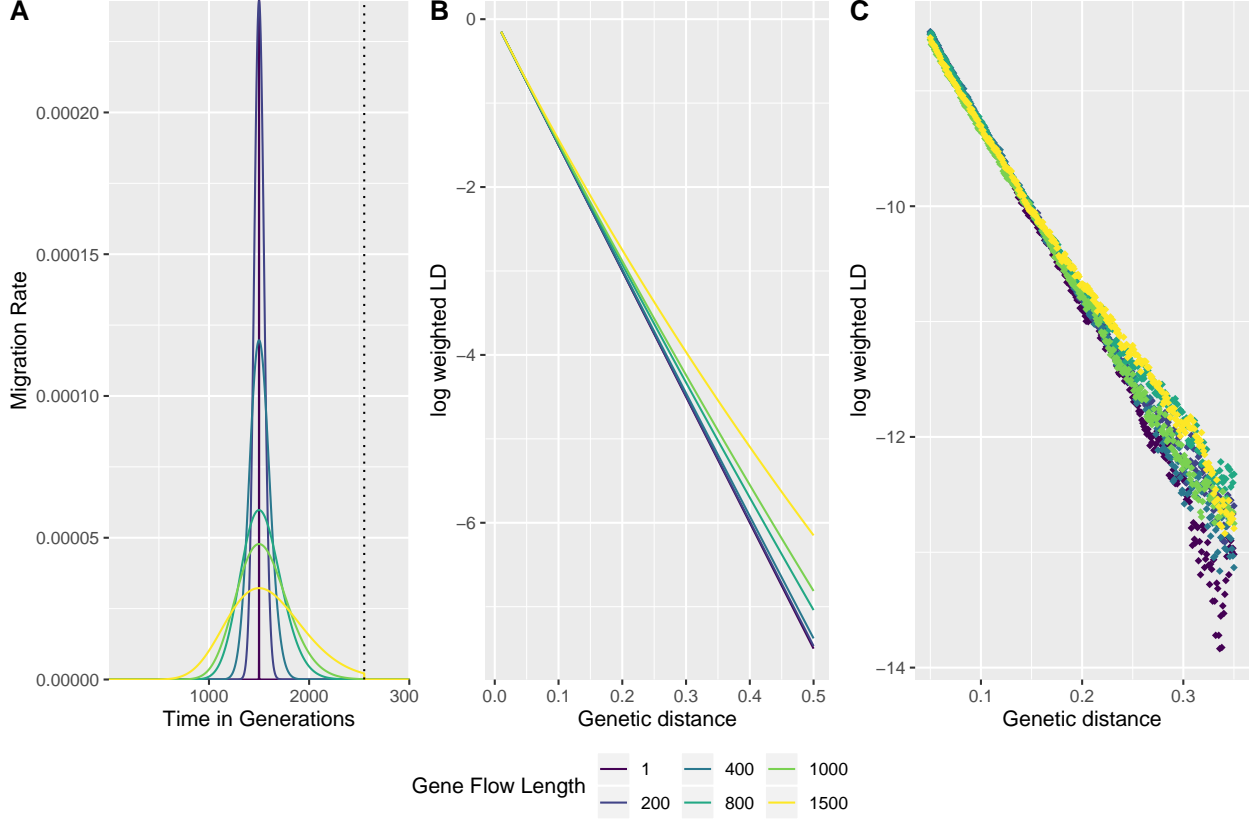 A
Migration Rate
0.00020
0.00015
0.00010
0.00005
0.00000
1000 2000 300
Time in Generations
B
log weighted LD
0
−2
−4
−6
0.0 0.1 0.2 0.3 0.4 0.5
Genetic distance
C
log weighted LD
−10
−12
−14
0.1 0.2 0.3
Genetic distance
Gene Flow Length
1 400 1000
200 800 1500